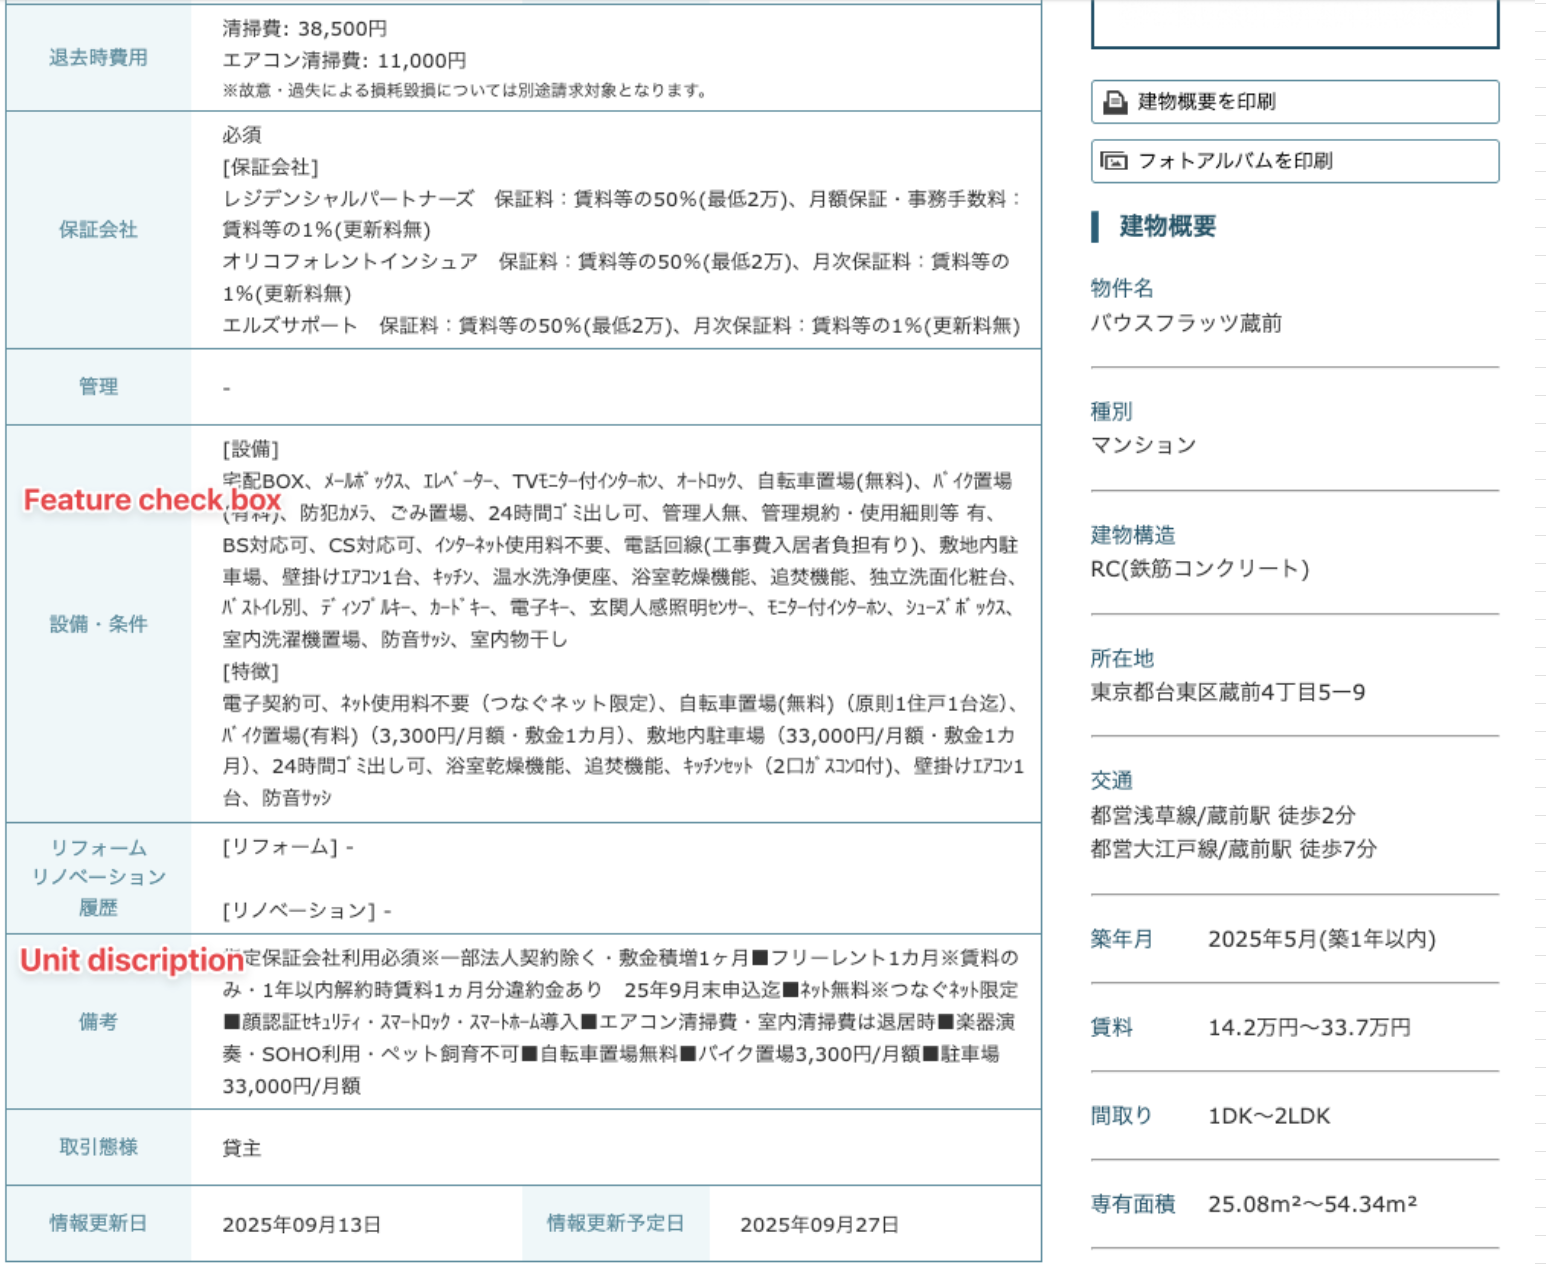 退去時費用
清掃費: 38,500円
エアコン清掃費: 11,000円
※故意・過失による損耗毀損については別途請求対象となります。
保証会社
必須
[保証会社]
レジデンシャルパートナーズ　保証料：賃料等の50%(最低2万)、月額保証・事務手数料：
賃料等の1%(更新料無)
オリコフォレントインシュア　保証料：賃料等の50%(最低2万)、月次保証料：賃料等の
1%(更新料無)
エルズサポート　保証料：賃料等の50%(最低2万)、月次保証料：賃料等の1%(更新料無)
管理
-
Feature check box
設備・条件
[設備]
宅配BOX、ﾒｰﾙﾎﾞｯｸｽ、ｴﾚﾍﾞｰﾀｰ、TVﾓﾆﾀｰ付ｲﾝﾀｰﾎﾝ、ｵｰﾄﾛｯｸ、自転車置場(無料)、ﾊﾞｲｸ置場
(有料)、防犯ｶﾒﾗ、ごみ置場、24時間ｺﾞﾐ出し可、管理人無、管理規約・使用細則等 有、
BS対応可、CS対応可、ｲﾝﾀｰﾈｯﾄ使用料不要、電話回線(工事費入居者負担有り)、敷地内駐
車場、壁掛けｴｱｺﾝ1台、ｷｯﾁﾝ、温水洗浄便座、浴室乾燥機能、追焚機能、独立洗面化粧台、
ﾊﾞｽﾄｲﾚ別、ﾃﾞｨﾝﾌﾟﾙｷｰ、ｶｰﾄﾞｷｰ、電子キー、玄関人感照明ｾﾝｻｰ、ﾓﾆﾀｰ付ｲﾝﾀｰﾎﾝ、ｼｭｰｽﾞﾎﾞｯｸｽ、
室内洗濯機置場、防音ｻｯｼ、室内物干し
[特徴]
電子契約可、ﾈｯﾄ使用料不要（つなぐネット限定）、自転車置場(無料)（原則1住戸1台迄）、
ﾊﾞｲｸ置場(有料)（3,300円/月額・敷金1カ月）、敷地内駐車場（33,000円/月額・敷金1カ
月）、24時間ｺﾞﾐ出し可、浴室乾燥機能、追焚機能、ｷｯﾁﾝｾｯﾄ（2口ｶﾞｽｺﾝﾛ付）、壁掛けｴｱｺﾝ1
台、防音ｻｯｼ
リフォーム
リノベーション
履歴
[リフォーム] -
[リノベーション] -
Unit discription
備考
定保証会社利用必須※一部法人契約除く・敷金積増1ヶ月■フリーレント1カ月※賃料の
み・1年以内解約時賃料1ヵ月分違約金あり　25年9月末申込迄■ﾈｯﾄ無料※つなぐﾈｯﾄ限定
■顔認証ｾｷｭﾘﾃｨ・ｽﾏｰﾄﾛｯｸ・ｽﾏｰﾄﾎｰﾑ導入■エアコン清掃費・室内清掃費は退居時■楽器演
奏・SOHO利用・ペット飼育不可■自転車置場無料■バイク置場3,300円/月額■駐車場
33,000円/月額
取引態様
貸主
情報更新日
2025年09月13日
情報更新予定日
2025年09月27日
建物概要を印刷
フォトアルバムを印刷
建物概要
物件名
バウスフラッツ蔵前
種別
マンション
建物構造
RC(鉄筋コンクリート)
所在地
東京都台東区蔵前4丁目5ー9
交通
都営浅草線/蔵前駅 徒歩2分
都営大江戸線/蔵前駅 徒歩7分
築年月
2025年5月(築1年以内)
賃料
14.2万円〜33.7万円
間取り
1DK〜2LDK
専有面積
25.08m²〜54.34m²